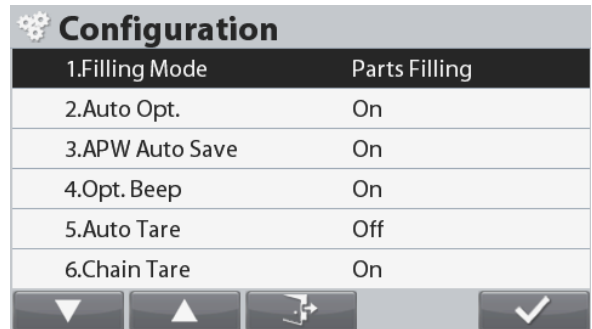 Configuration
1.Filling Mode Parts Filling
2.Auto Opt. On
3.APW Auto Save On
4.Opt. Beep On
5.Auto Tare Off
6.Chain Tare On